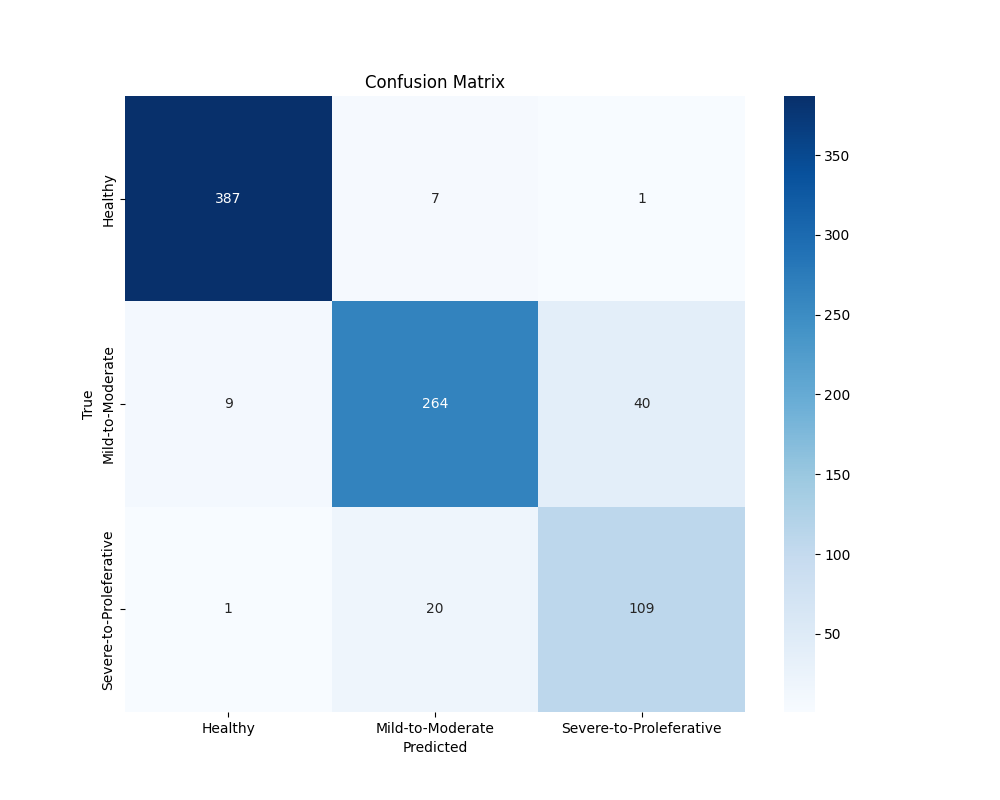 Confusion Matrix
True
Healthy
387
7
1
Mild-to-Moderate
9
264
40
Severe-to-Proleferative
1
20
109
Healthy
Mild-to-Moderate
Severe-to-Proleferative
Predicted
350
300
250
200
150
100
50